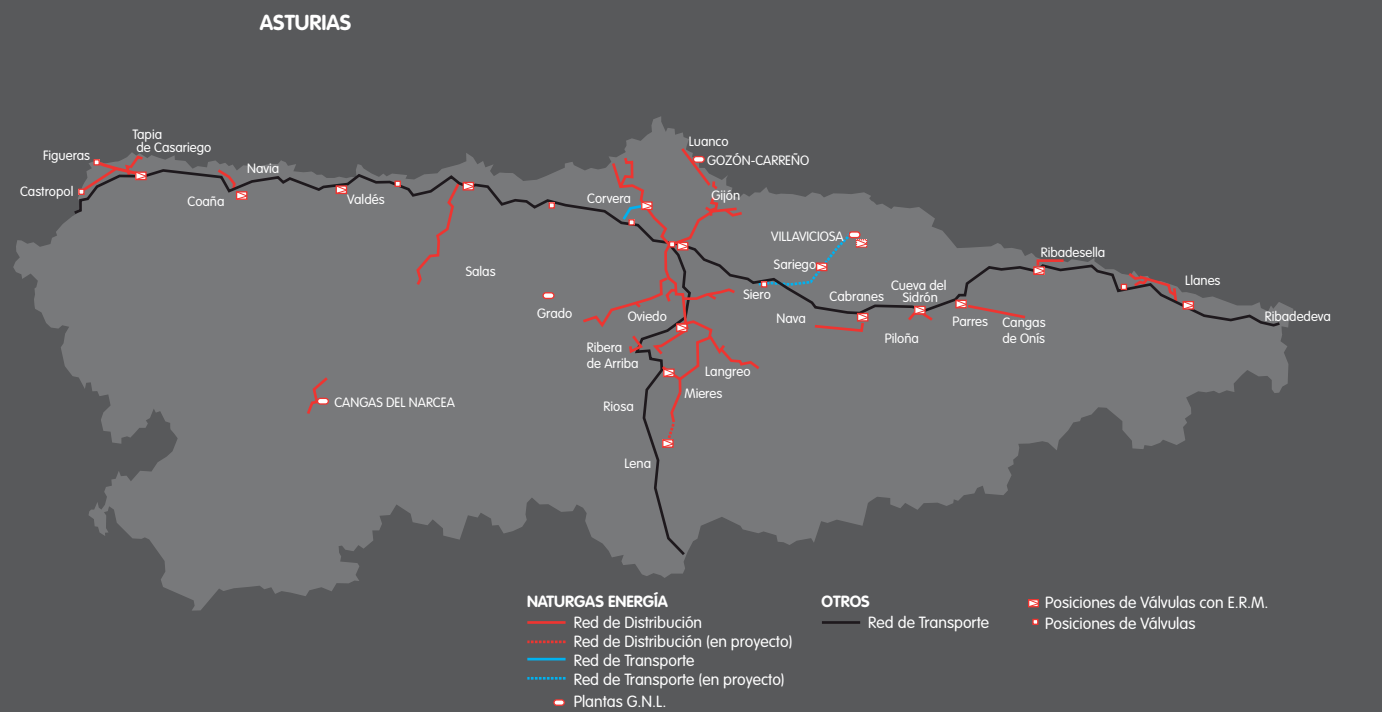 ASTURIAS
Tapia
de Casariego
Figueras
Castropol
Navia
Coaña
Valdés
Luanco
GOZÓN-CARREÑO
Corvera
Gijón
VILLAVICIOSA
Sariego
Salas
Siero
Cabranes
Cueva del
Sidrón
Ribadesella
Llanes
Grado
Oviedo
Nava
Piloña
Parres
Cangas
de Onís
Ribadedeva
Ribera
de Arriba
Langreo
Mieres
CANGAS DEL NARCEA
Riosa
Lena
NATURGAS ENERGÍA
Red de Distribución
Red de Distribución (en proyecto)
Red de Transporte
Red de Transporte (en proyecto)
Plantas G.N.L.
OTROS
Red de Transporte
Posiciones de Válvulas con E.R.M.
Posiciones de Válvulas